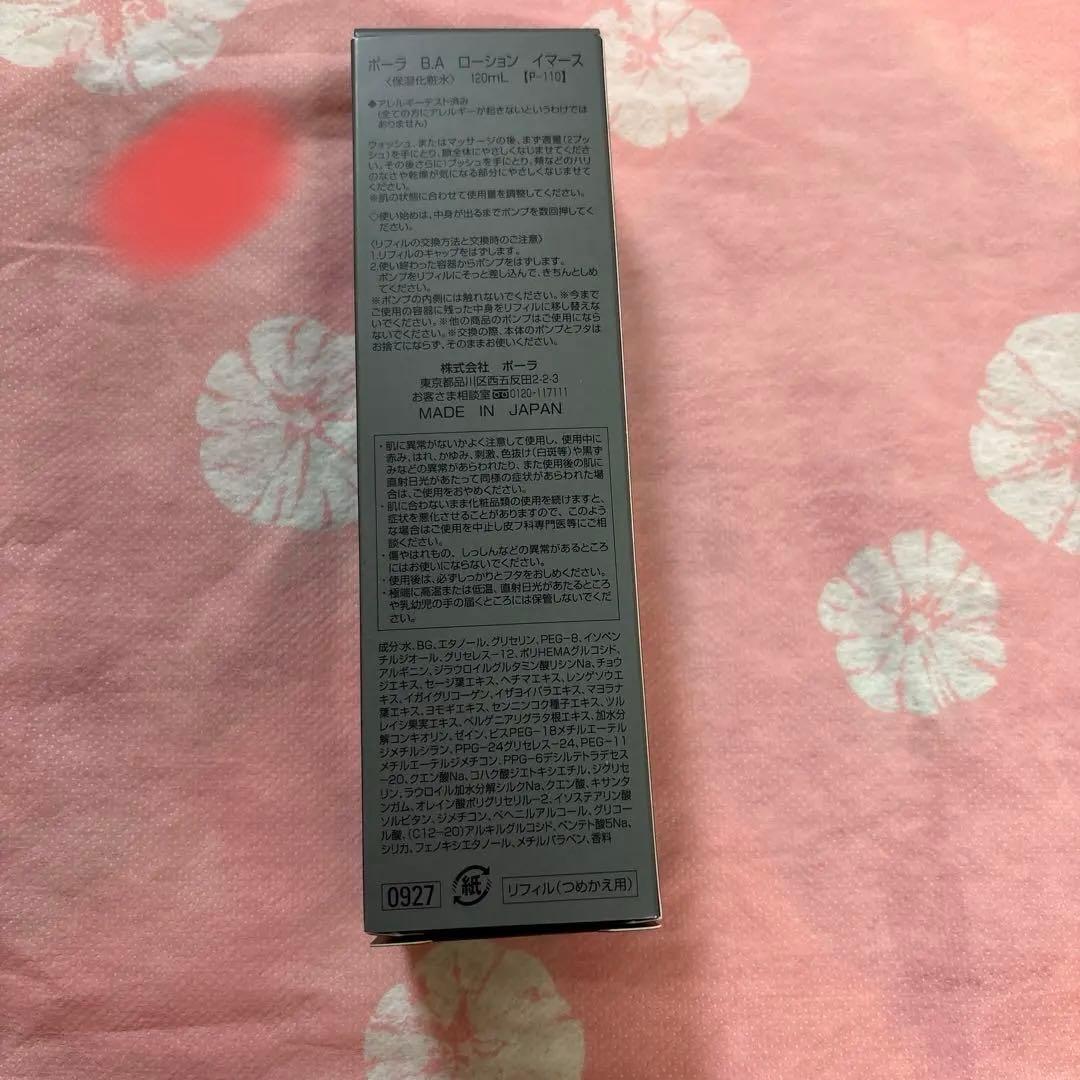 ポーラ B.A ローション イマース
〈保湿化粧水〉 120mL 【P-110】
◆アレルギーテスト済み
(全ての方にアレルギーが起きないというわけでは
ありません)
ウォッシュ、またはマッサージの後、まず適量(2プッ
シュ)を手にとり、顔全体にやさしくなじませてくださ
い。その後さらに1プッシュを手にとり、頬などのハリ
のなさや乾燥が気になる部分にやさしくなじませて
ください。
※肌の状態に合わせて使用量を調整してください。
◇使い始めは、中身が出るまでポンプを数回押してく
ださい。
〈リフィルの交換方法と交換時のご注意〉
1.リフィルのキャップをはずします。
2.使い終わった容器からポンプをはずします。
ポンプをリフィルにそっと差し込んで、きちんとしめ
てください。
※ポンプの内側には触れないでください。※今まで
ご使用の容器に残った中身をリフィルに移し替えな
いでください。※他の商品のポンプはご使用になら
ないでください。※交換の際、本体のポンプとフタは
お捨てにならず、そのままお使いください。
株式会社 ポーラ
東京都品川区西五反田2-2-3
お客さま相談室 0120-117111
MADE IN JAPAN
・肌に異常がないかよく注意して使用し、使用中に
赤み、はれ、かゆみ、刺激、色抜け(白斑等)や黒ず
みなどの異常があらわれたり、また使用後の肌に
直射日光があたって同様の症状があらわれた場
合は、ご使用をおやめください。
・肌に合わないまま化粧品類の使用を続けますと、
症状を悪化させることがありますので、このよう
な場合はご使用を中止し皮フ科専門医等にご相
談ください。
・傷やはれもの、しっしんなどの異常があるところ
にはお使いにならないでください。
・使用後は、必ずしっかりとフタをおしめください。
・極端に高温または低温、直射日光があたるところ
や乳幼児の手の届くところには保管しないでくだ
さい。
成分:水、BG、エタノール、グリセリン、PEG-8、イソペン
チルジオール、グリセレス-12、ポリHEMAグルコシド、
アルギニン、ジラウロイルグルタミン酸リシンNa、チョウ
ジエキス、セージ葉エキス、ヘチマエキス、レンゲソウエ
キス、イガイグリコーゲン、イザヨイバラエキス、マヨラナ
葉エキス、ヨモギエキス、センニンコク種子エキス、ツル
レイシ果実エキス、ベルゲニアリグラタ根エキス、加水分
解コンキオリン、ゼイン、ビスPEG-18メチルエーテル
ジメチルシラン、PPG-24グリセレス-24、PEG-11
メチルエーテルジメチコン、PPG-6デシルテトラデセス
-20、クエン酸Na、コハク酸ジエトキシエチル、ジグリセ
リン、ラウロイル加水分解シルクNa、クエン酸、キサンタ
ンガム、オレイン酸ポリグリセリル-2、イソステアリン酸
ソルビタン、ジメチコン、ベヘニルアルコール、グリコー
ル酸、(C12-20)アルキルグルコシド、ペンテト酸5Na、
シリカ、フェノキシエタノール、メチルパラベン、香料
0927
紙
リフィル(つめかえ用)